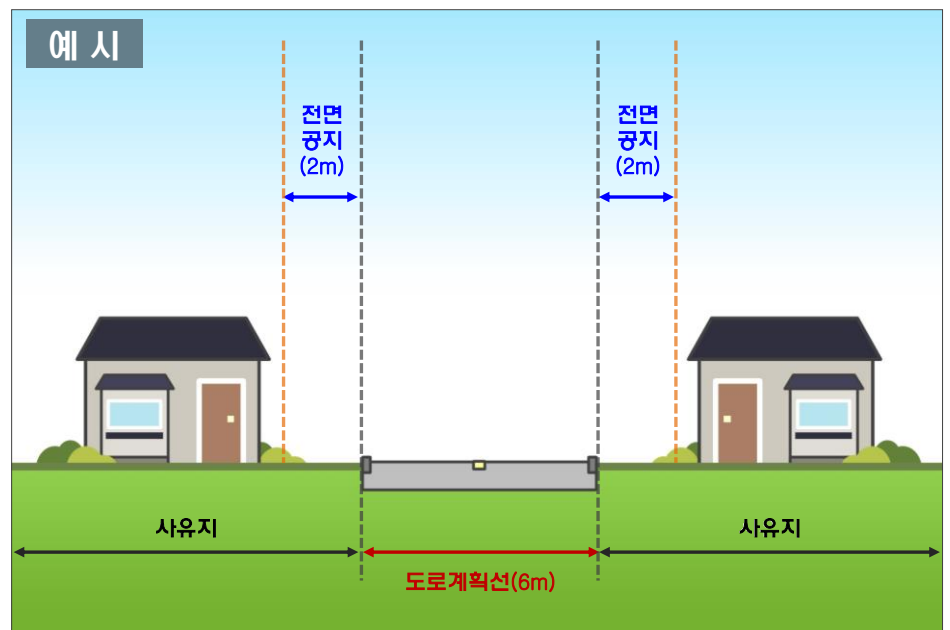 예 시
전면
공지
(2m)
전면
공지
(2m)
사유지
사유지
도로계획선(6m)